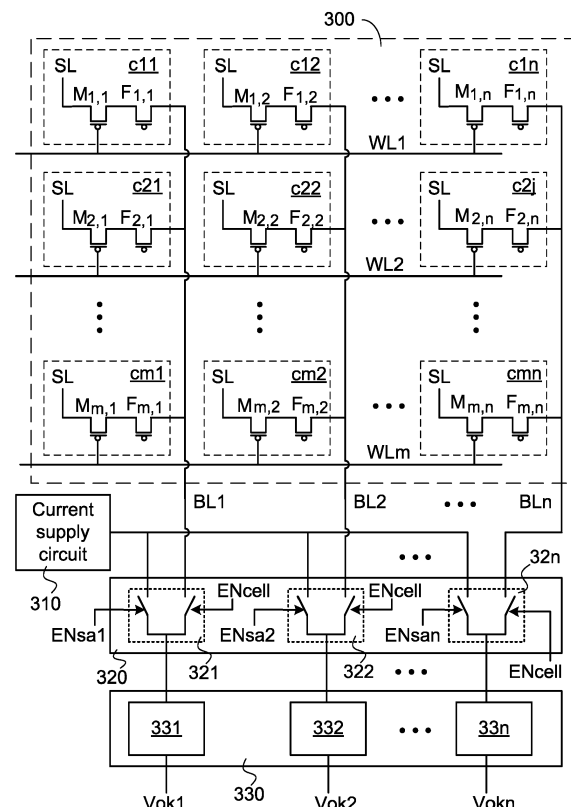 300
c11 c12 c1n
SL SL SL
M1,1 F1,1 M1,2 F1,2 M1,n F1,n
WL1
c21 c22 c2j
SL SL SL
M2,1 F2,1 M2,2 F2,2 M2,n F2,n
WL2
cm1 cm2 cmn
SL SL SL
Mm,1 Fm,1 Mm,2 Fm,2 Mm,n Fm,n
WLm
BL1 BL2 BLn
Current
supply
circuit
310
32n
ENcell ENcell
ENsa1 ENsa2 ENsan
320 321 322 ENcell
331 332 33n
330
Vok1 Vok2 Vokn